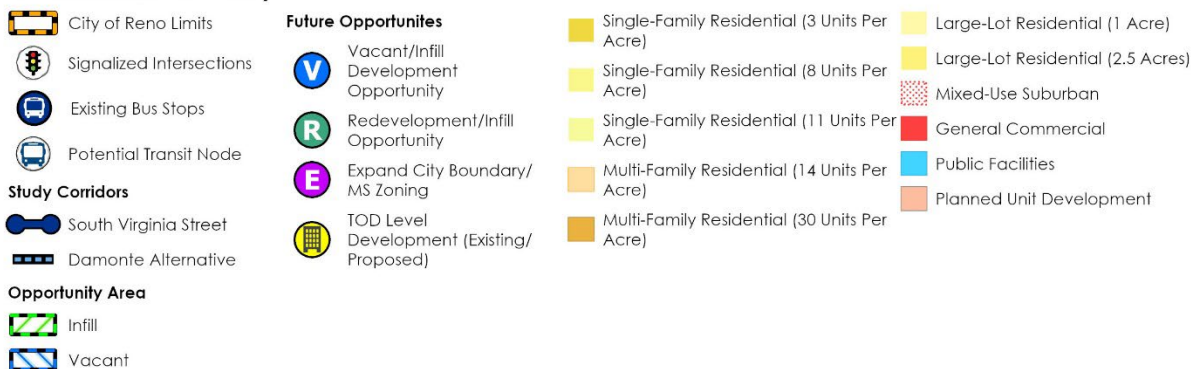 City of Reno Limits
Signalized Intersections
Existing Bus Stops
Potential Transit Node
Study Corridors
South Virginia Street
Damonte Alternative
Opportunity Area
Infill
Vacant
Future Opportunites
V
Vacant/Infill
Development
Opportunity
R
Redevelopment/Infill
Opportunity
E
Expand City Boundary/
MS Zoning
TOD Level
Development (Existing/
Proposed)
Single-Family Residential (3 Units Per
Acre)
Single-Family Residential (8 Units Per
Acre)
Single-Family Residential (11 Units Per
Acre)
Multi-Family Residential (14 Units Per
Acre)
Multi-Family Residential (30 Units Per
Acre)
Large-Lot Residential (1 Acre)
Large-Lot Residential (2.5 Acres)
Mixed-Use Suburban
General Commercial
Public Facilities
Planned Unit Development